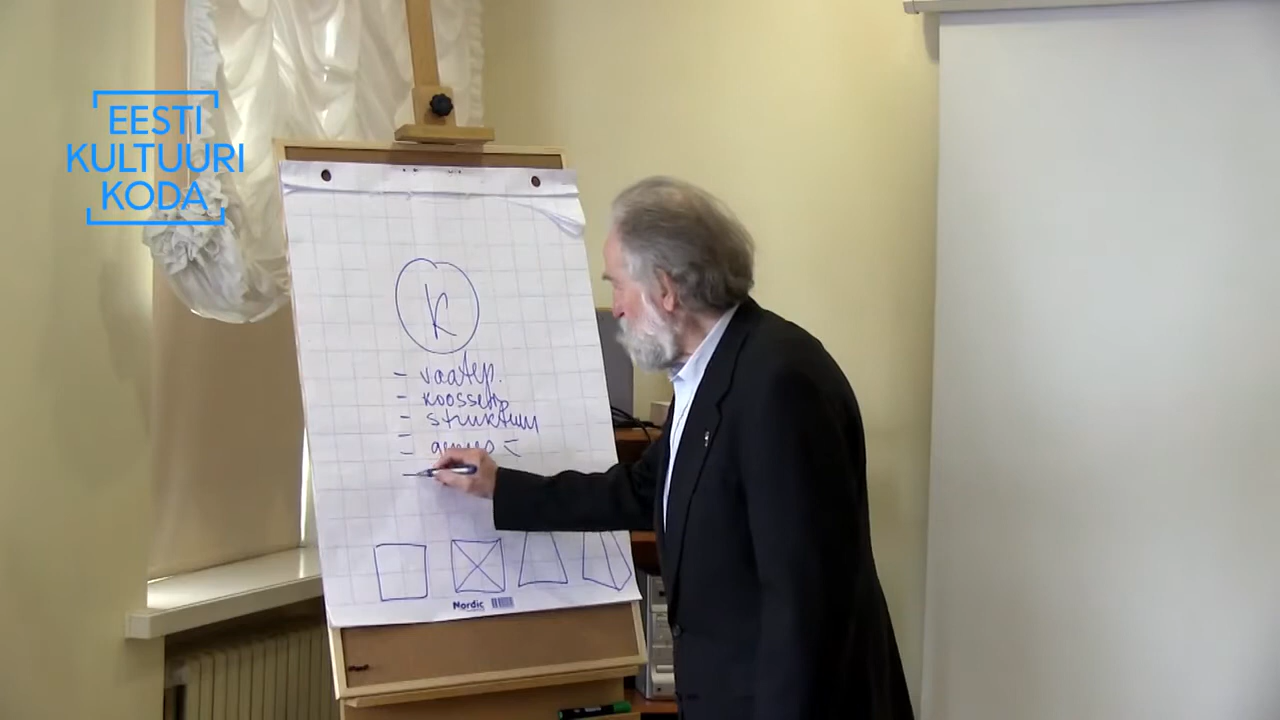 EESTI
KULTUURI
KODA
K
- vaatep.
- koosseis
- struktuur
-
Nordic